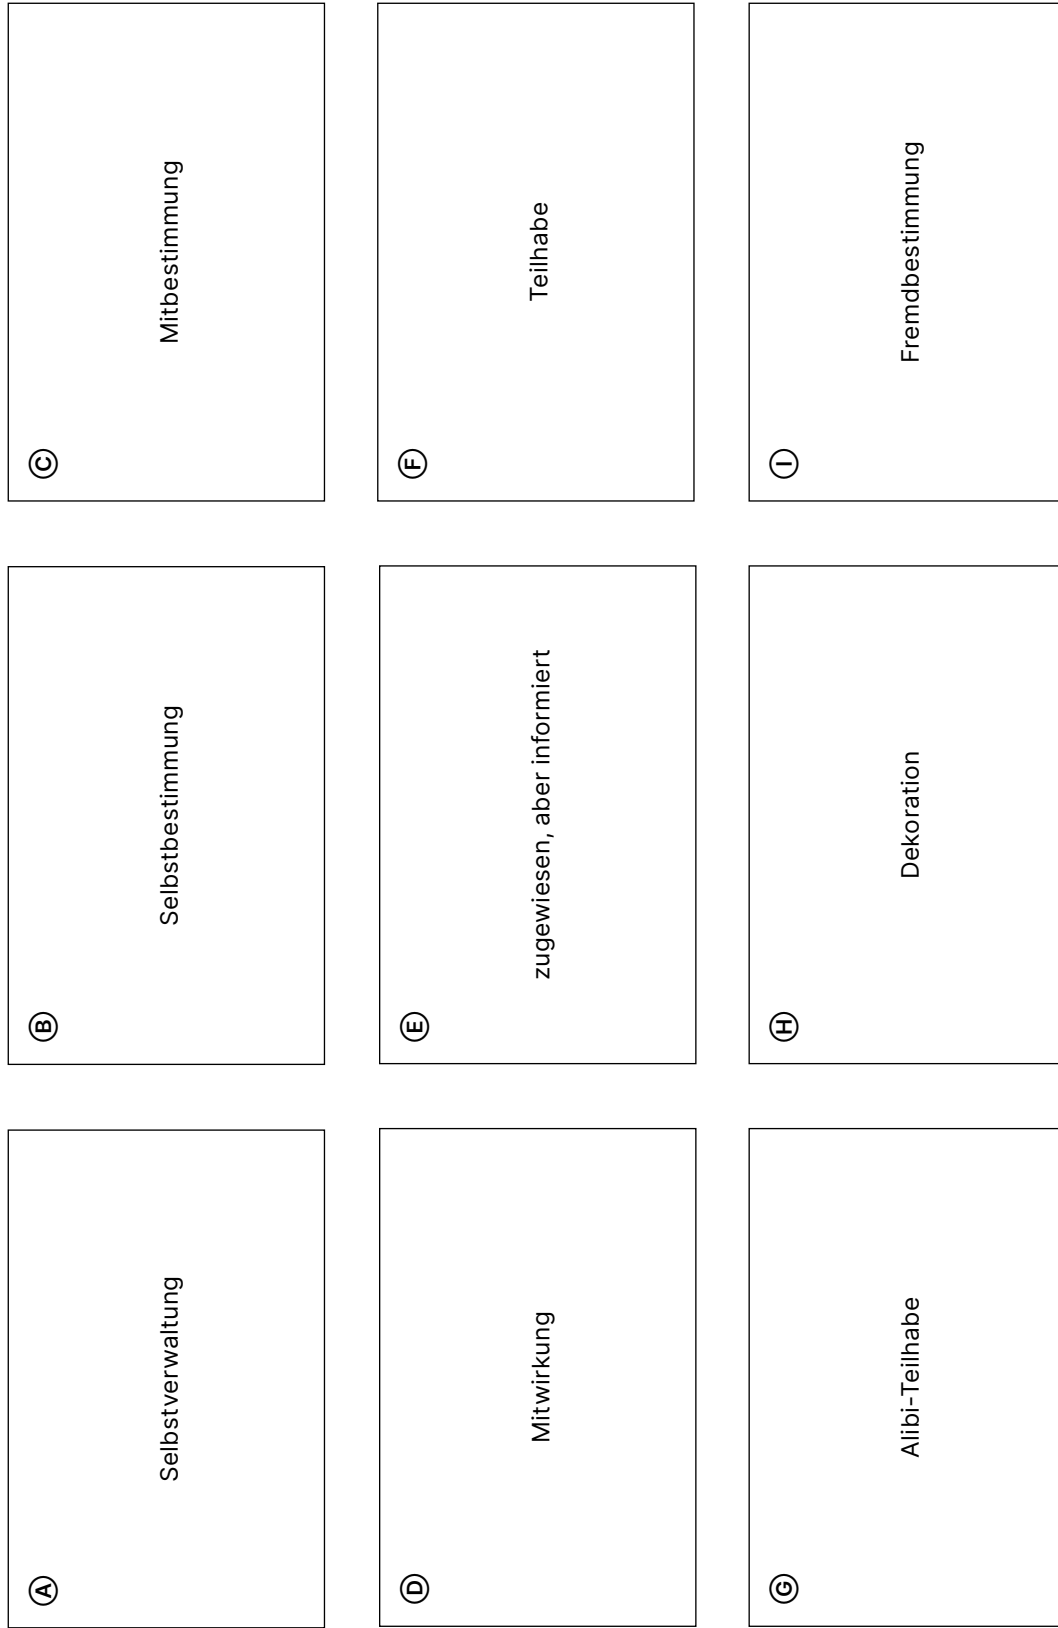 A
Selbstverwaltung
B
Selbstbestimmung
C
Mitbestimmung
D
Mitwirkung
E
zugewiesen, aber informiert
F
Teilhabe
G
Alibi-Teilhabe
H
Dekoration
I
Fremdbestimmung